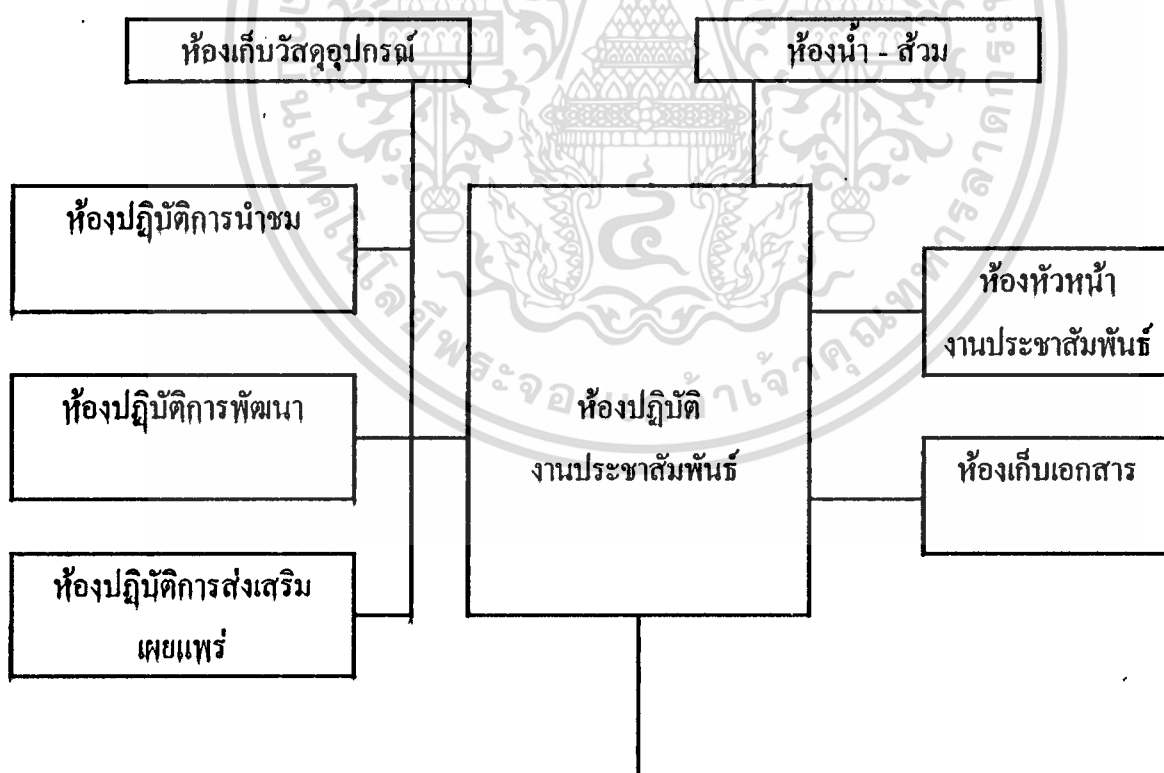 ห้องเก็บวัสดุอุปกรณ์
ห้องน้ำ - ส้วม
ห้องปฏิบัติการนำชม
ห้องหัวหน้า
งานประชาสัมพันธ์
ห้องปฏิบัติการพัฒนา
ห้องปฏิบัติ
งานประชาสัมพันธ์
ห้องเก็บเอกสาร
ห้องปฏิบัติการส่งเสริม
เผยแพร่